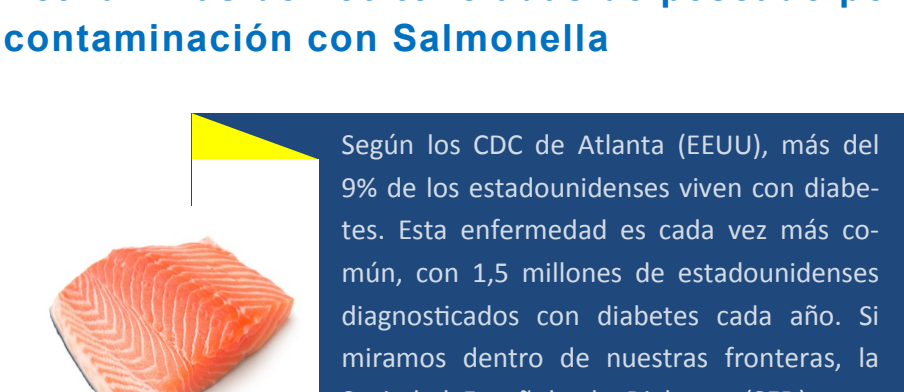 contaminación con Salmonella
Según los CDC de Atlanta (EEUU), más del
9% de los estadounidenses viven con diabe-
tes. Esta enfermedad es cada vez más co-
mún, con 1,5 millones de estadounidenses
diagnosticados con diabetes cada año. Si
miramos dentro de nuestras fronteras, la